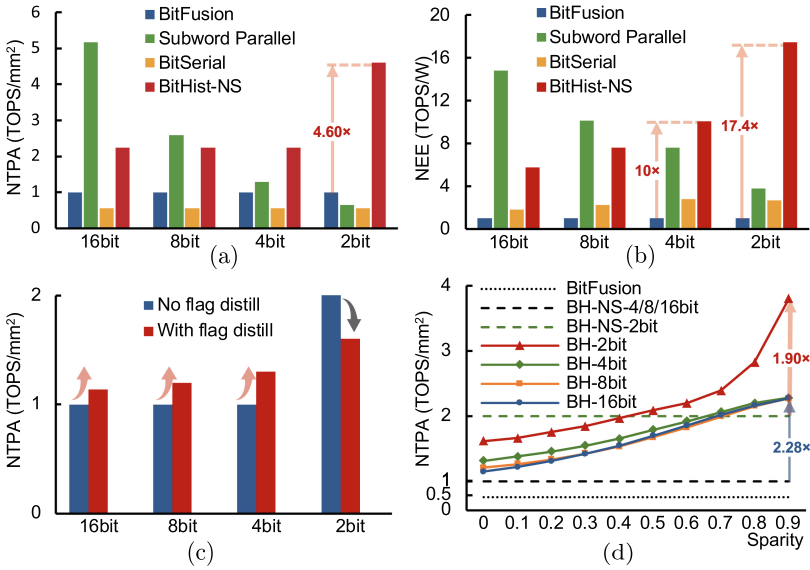 BitFusion
Subword Parallel
BitSerial
BitHist-NS
NTPA (TOPS/mm²)
6
5
4
3
2
1
0
4.60×
16bit 8bit 4bit 2bit
(a)
BitFusion
Subword Parallel
BitSerial
BitHist-NS
NEE (TOPS/W)
20
16
12
8
4
0
10×
17.4×
16bit 8bit 4bit 2bit
(b)
No flag distill
With flag distill
NTPA (TOPS/mm²)
2
1
0
16bit 8bit 4bit 2bit
(c)
BitFusion
BH-NS-4/8/16bit
BH-NS-2bit
BH-2bit
BH-4bit
BH-8bit
BH-16bit
NTPA (TOPS/mm²)
4
3
2
1
0.5
0
1.90×
2.28×
0 0.1 0.2 0.3 0.4 0.5 0.6 0.7 0.8 0.9
Sparity
(d)